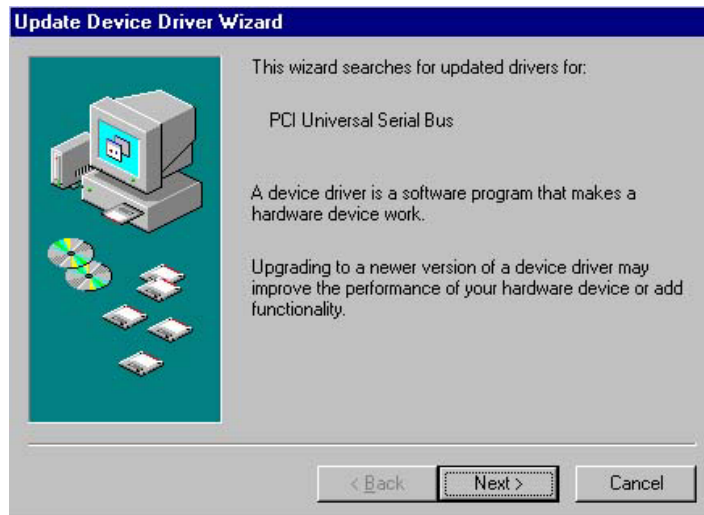 Update Device Driver Wizard
This wizard searches for updated drivers for:
PCI Universal Serial Bus
A device driver is a software program that makes a
hardware device work.
Upgrading to a newer version of a device driver may
improve the performance of your hardware device or add
functionality.
< Back Next > Cancel